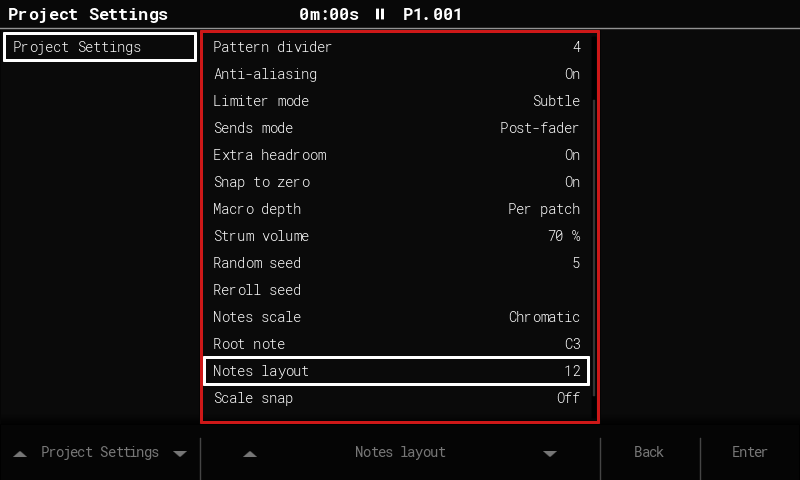 Project Settings 0m:00s P1.001
Project Settings
Pattern divider 4
Anti-aliasing On
Limiter mode Subtle
Sends mode Post-fader
Extra headroom On
Snap to zero On
Macro depth Per patch
Strum volume 70 %
Random seed 5
Reroll seed
Notes scale Chromatic
Root note C3
Notes layout 12
Scale snap Off
Project Settings Notes layout Back Enter